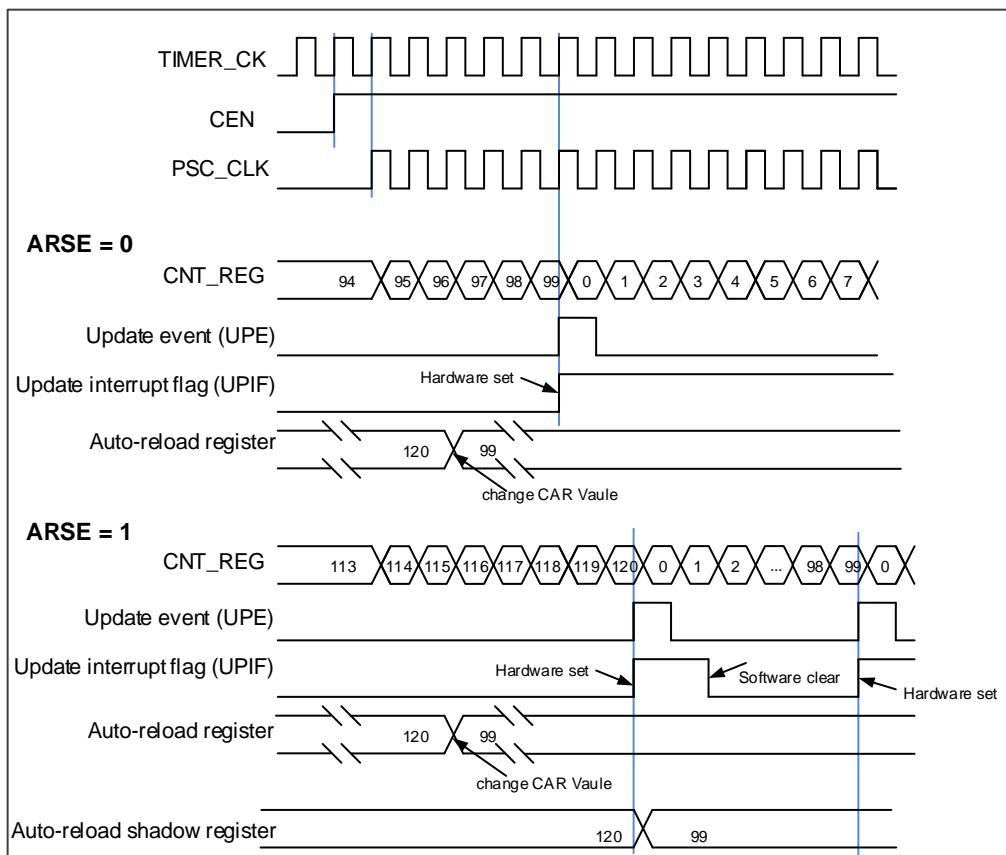 TIMER_CK
CEN
PSC_CLK
ARSE = 0
CNT_REG 94 95 96 97 98 99 0 1 2 3 4 5 6 7
Update event (UPE)
Update interrupt flag (UPIF) Hardware set
Auto-reload register 120 99
change CAR Vaule
ARSE = 1
CNT_REG 113 114 115 116 117 118 119 120 0 1 2 ... 98 99 0
Update event (UPE)
Update interrupt flag (UPIF) Hardware set Software clear Hardware set
Auto-reload register 120 99
change CAR Vaule
Auto-reload shadow register 120 99